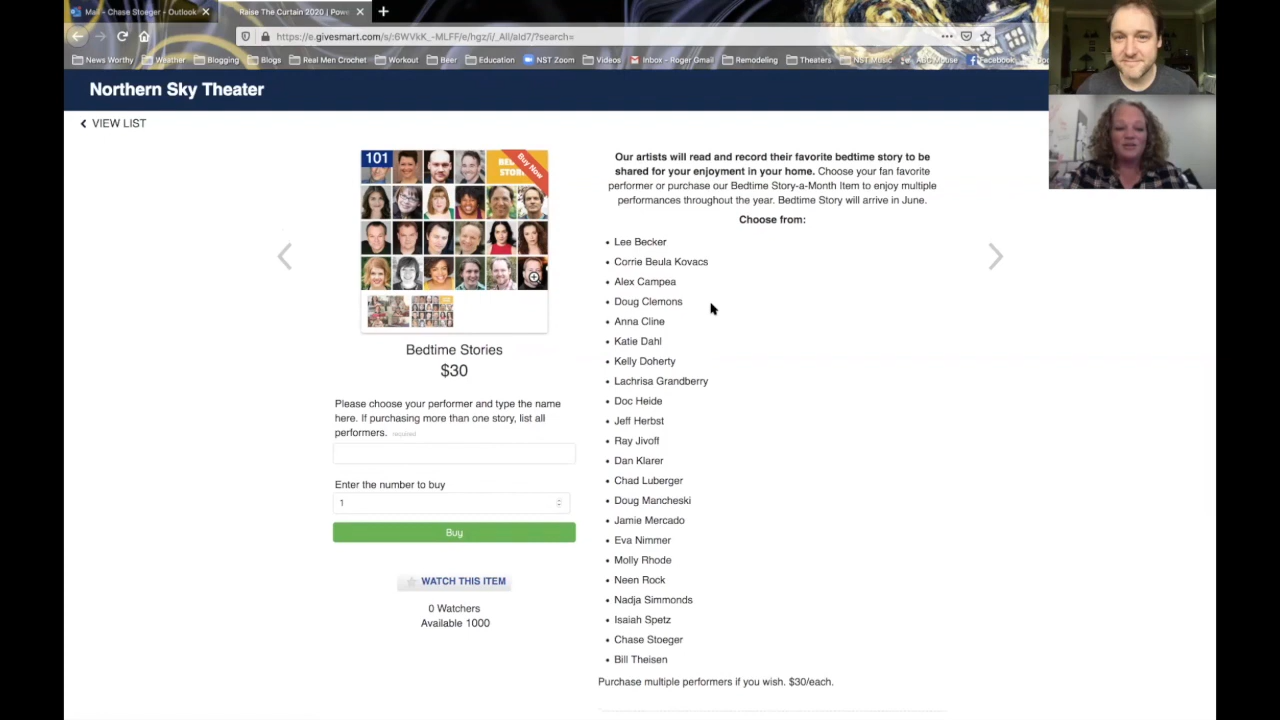 Mail - Chase Stoeger - Outlook
Raise The Curtain 2020 | Pow
https://e.givesmart.com/s/:6WVkK_-MLFF/e/hgz/i/_All/ald7/?search=
News Worthy Weather Blogging Blogs Real Men Crochet Workout Beer Education NST Zoom Videos Inbox - Roger Gmail Remodeling Theaters NST Music ABC Mouse Facebook
Northern Sky Theater
VIEW LIST
101
Buy Now
Bedtime Stories
$30
Please choose your performer and type the name
here. If purchasing more than one story, list all
performers. required
Enter the number to buy
1
Buy
WATCH THIS ITEM
0 Watchers
Available 1000
Our artists will read and record their favorite bedtime story to be
shared for your enjoyment in your home. Choose your fan favorite
performer or purchase our Bedtime Story-a-Month Item to enjoy multiple
performances throughout the year. Bedtime Story will arrive in June.
Choose from:
• Lee Becker
• Corrie Beula Kovacs
• Alex Campea
• Doug Clemons
• Anna Cline
• Katie Dahl
• Kelly Doherty
• Lachrisa Grandberry
• Doc Heide
• Jeff Herbst
• Ray Jivoff
• Dan Klarer
• Chad Luberger
• Doug Mancheski
• Jamie Mercado
• Eva Nimmer
• Molly Rhode
• Neen Rock
• Nadja Simmonds
• Isaiah Spetz
• Chase Stoeger
• Bill Theisen
Purchase multiple performers if you wish. $30/each.